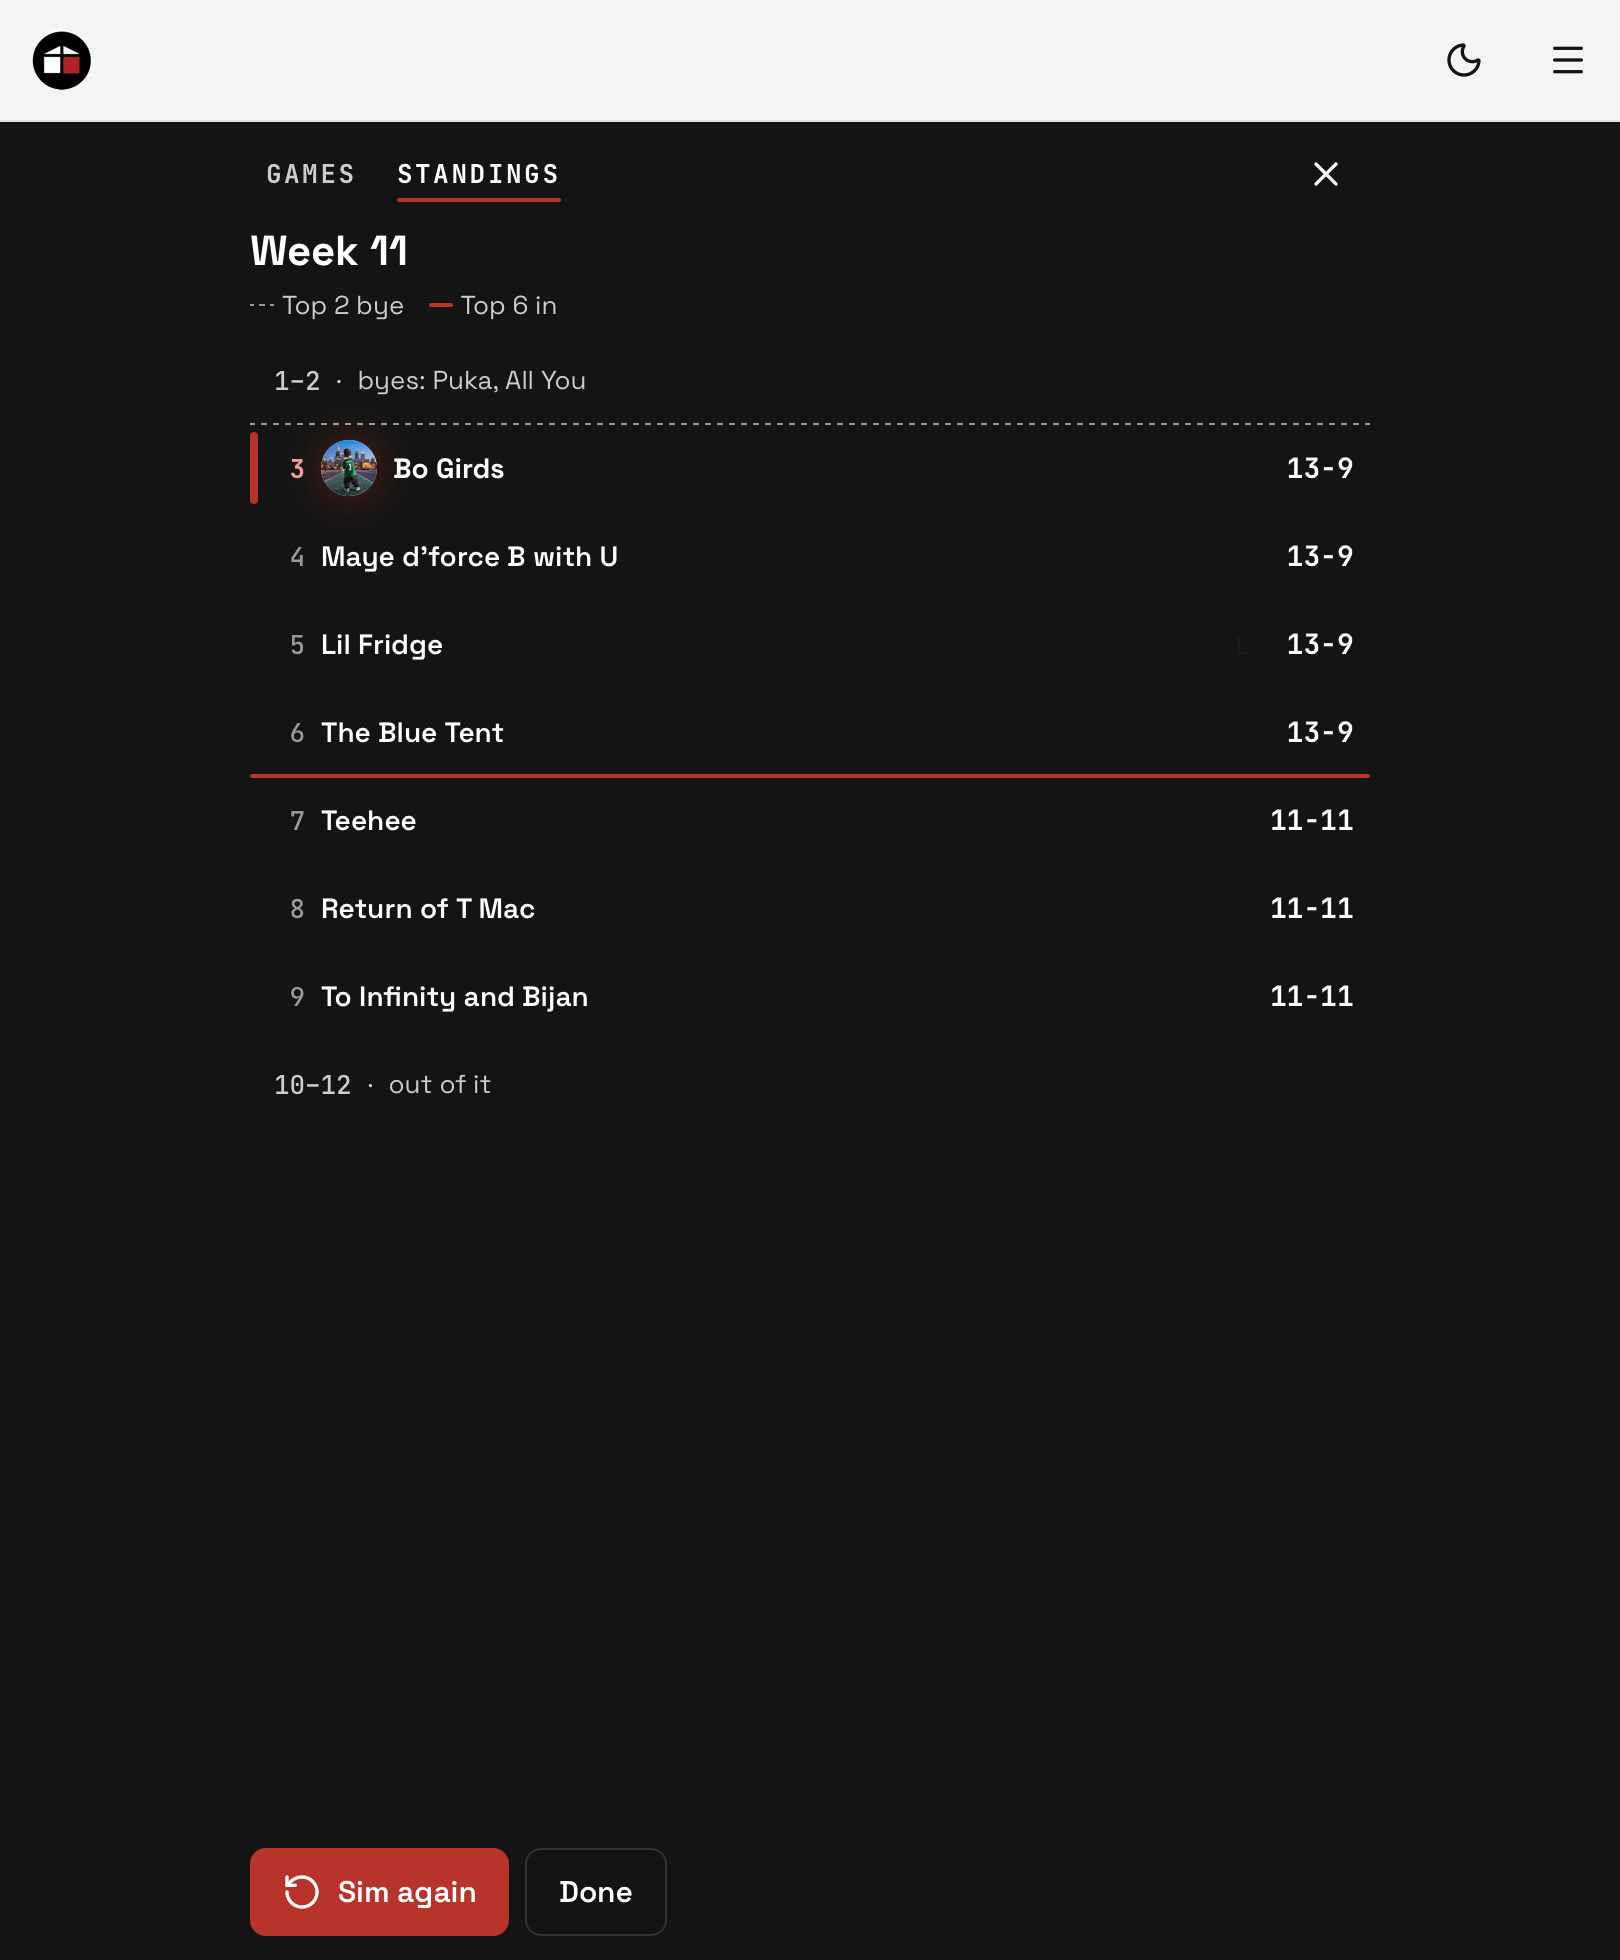 GAMES STANDINGS
Week 11
Top 2 bye Top 6 in
1–2 · byes: Puka, All You
3 Bo Girds 13-9
4 Maye d’force B with U 13-9
5 Lil Fridge L 13-9
6 The Blue Tent 13-9
7 Teehee 11-11
8 Return of T Mac 11-11
9 To Infinity and Bijan 11-11
10–12 · out of it
Sim again Done